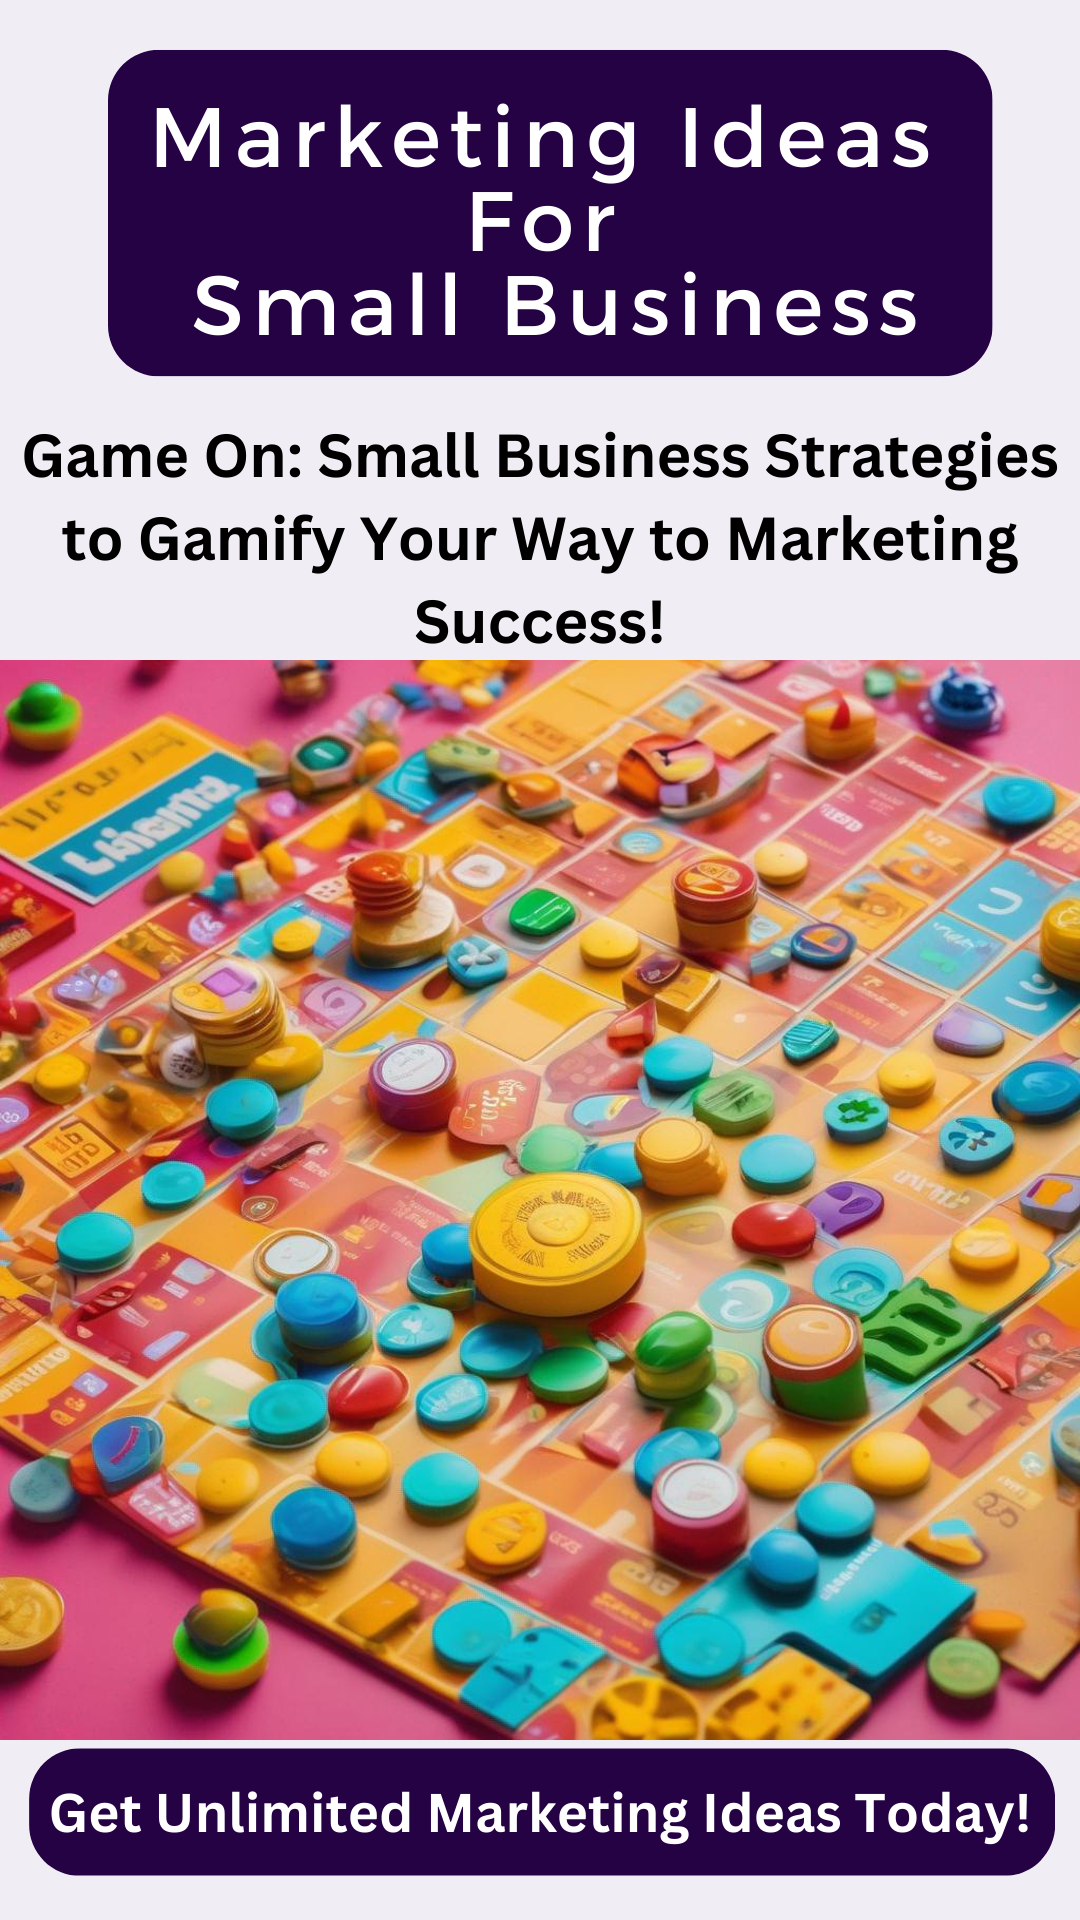 Marketing Ideas
For
Small Business
Game On: Small Business Strategies
to Gamify Your Way to Marketing
Success!
Get Unlimited Marketing Ideas Today!